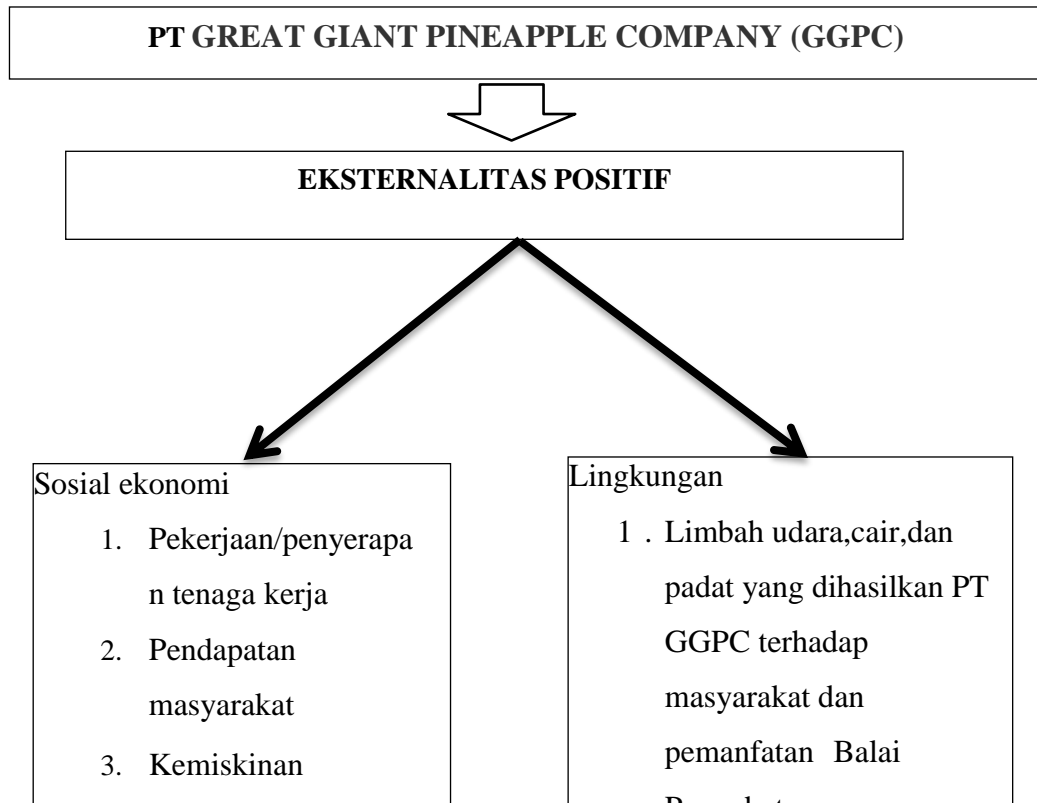 PT GREAT GIANT PINEAPPLE COMPANY (GGPC)
EKSTERNALITAS POSITIF
Sosial ekonomi
1. Pekerjaan/penyerapa
n tenaga kerja
2. Pendapatan
masyarakat
3. Kemiskinan
Lingkungan
1 . Limbah udara,cair,dan
padat yang dihasilkan PT
GGPC terhadap
masyarakat dan
pemanfatan Balai